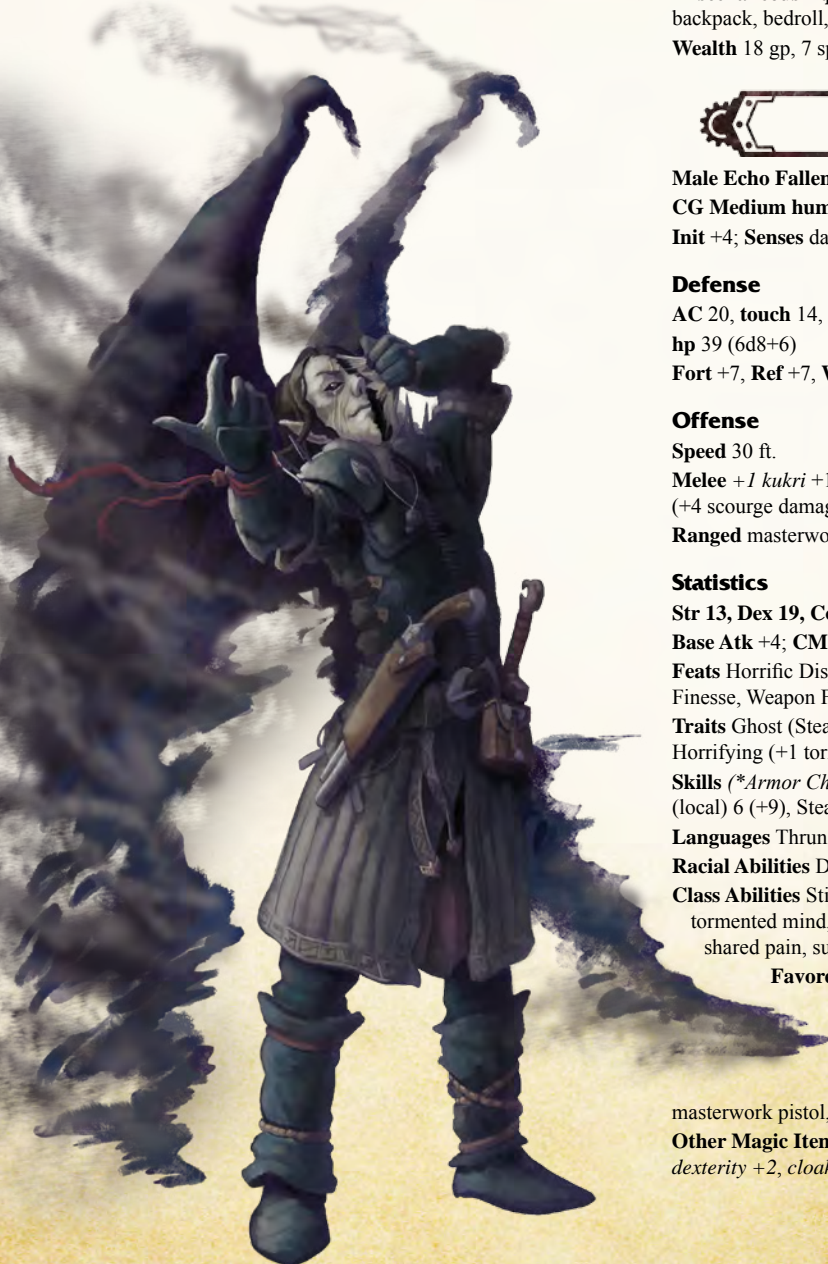 backpack, bedroll,
Wealth 18 gp, 7 sp
Male Echo Fallen
CG Medium hum
Init +4; Senses da
Defense
AC 20, touch 14,
hp 39 (6d8+6)
Fort +7, Ref +7, W
Offense
Speed 30 ft.
Melee +1 kukri +1
(+4 scourge damag
Ranged masterwo
Statistics
Str 13, Dex 19, Co
Base Atk +4; CM
Feats Horrific Dis
Finesse, Weapon F
Traits Ghost (Stea
Horrifying (+1 tor
Skills (*Armor Ch
(local) 6 (+9), Stea
Languages Thrun
Racial Abilities D
Class Abilities Sti
tormented mind,
shared pain, su
Favore
masterwork pistol,
Other Magic Item
dexterity +2, cloak